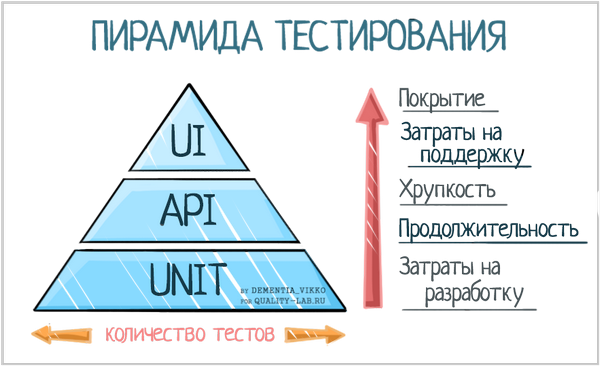 ПИРАМИДА ТЕСТИРОВАНИЯ
UI
API
UNIT
BY DEMENTIA_VIKKO
FOR QUALITY-LAB.RU
КОЛИЧЕСТВО ТЕСТОВ
Покрытие
Затраты на
поддержку
Хрупкость
Продолжительность
Затраты на
разработку